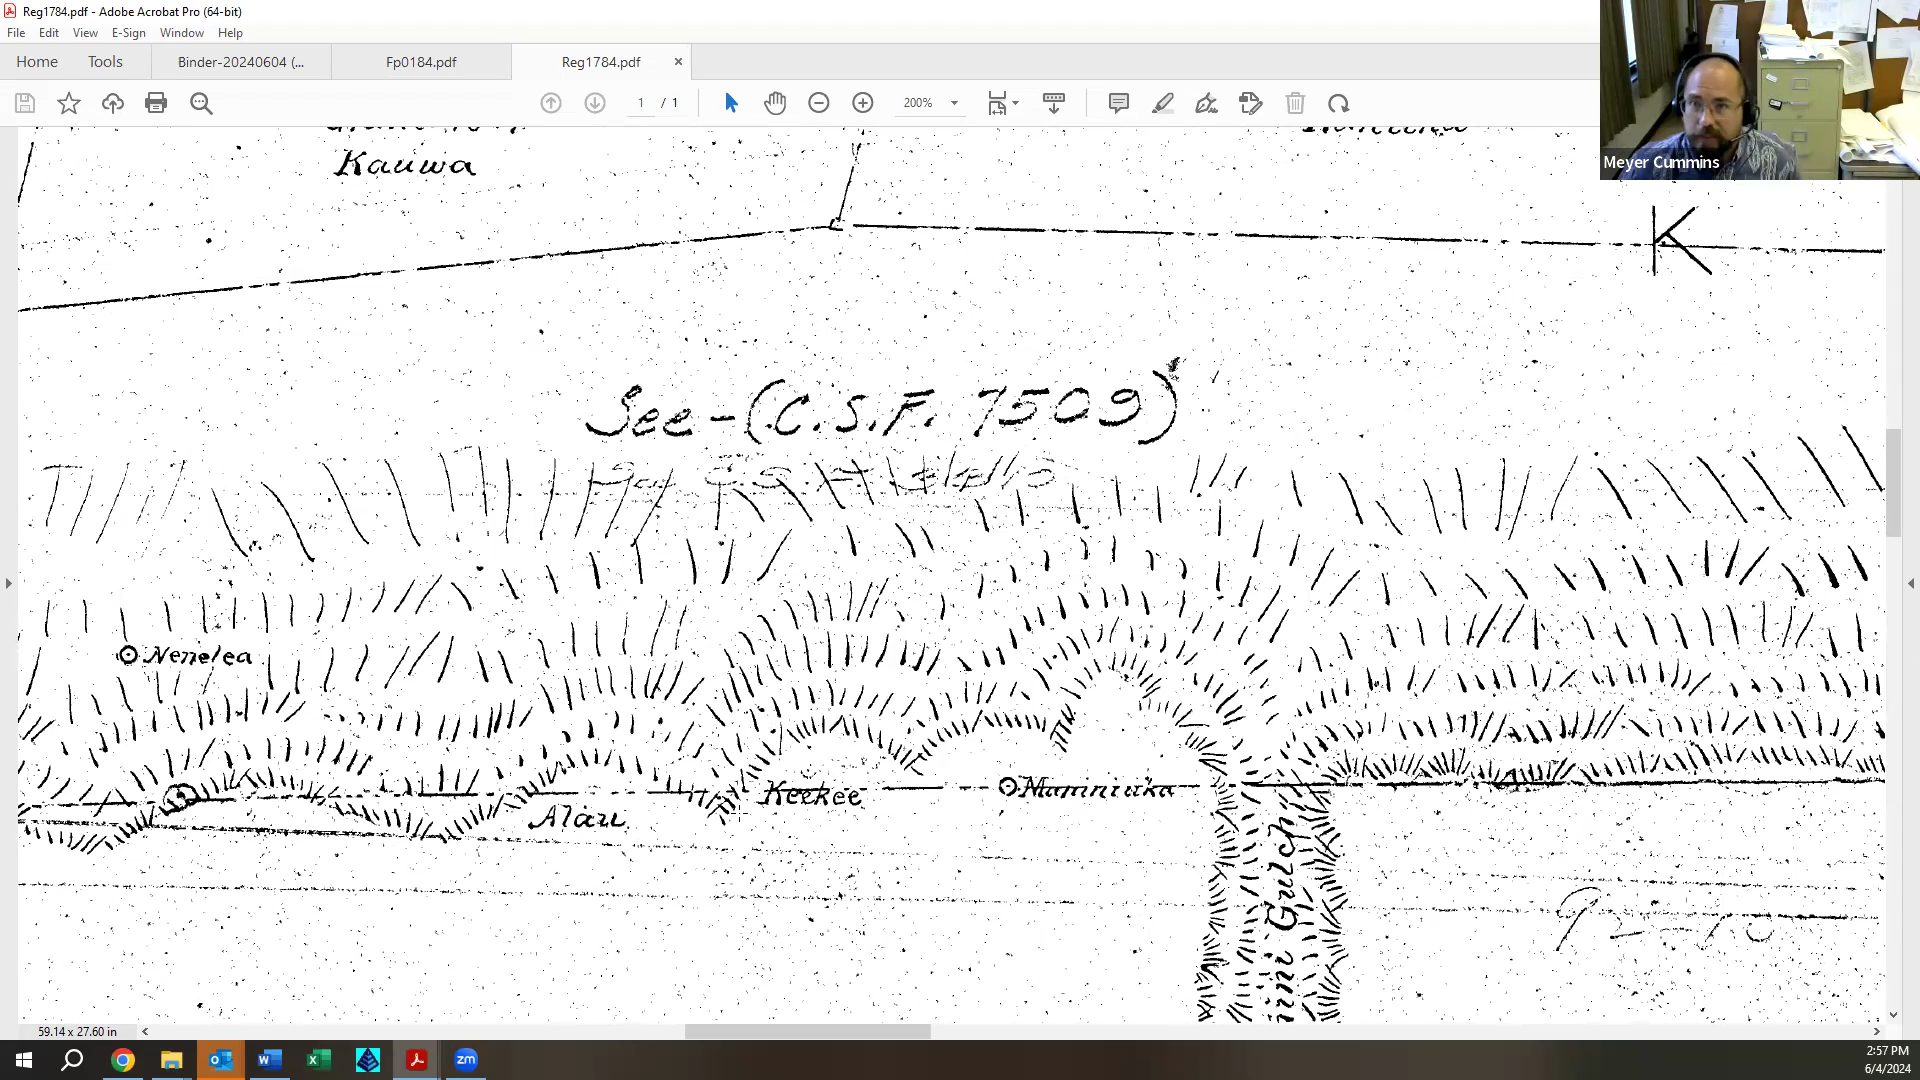 Reg1784.pdf - Adobe Acrobat Pro (64-bit)
File Edit View E-Sign Window Help
Home Tools Binder-20240604 (... Fp0184.pdf Reg1784.pdf
1 / 1 200%
Meyer Cummins
Kauwa
K
See-(C.S.F. 7509)
Nenelea
Keekee
Alau
Gulch
59.14 x 27.60 in
2:57 PM
6/4/2024